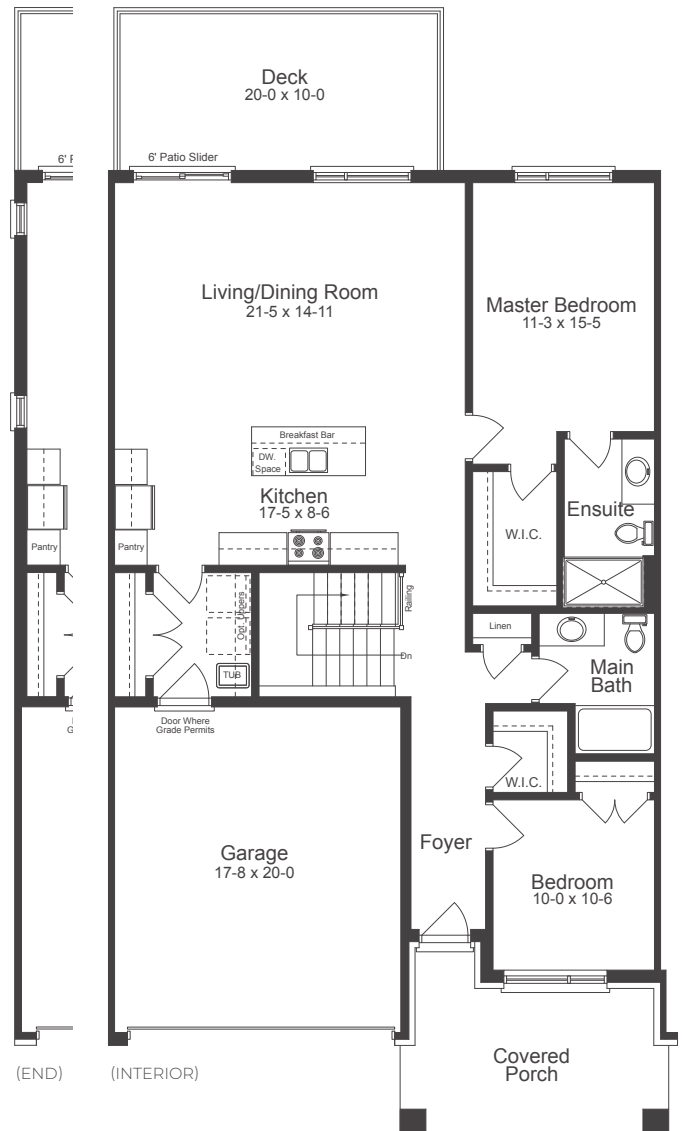 Deck
20-0 x 10-0
6' P
6' Patio Slider
Living/Dining Room
21-5 x 14-11
Master Bedroom
11-3 x 15-5
Breakfast Bar
DW.
Space
Kitchen
17-5 x 8-6
Ensuite
W.I.C.
Pantry
Pantry
Opt. Uppers
Railing
Linen
Dn
TUB
Main
Bath
Door Where
Grade Permits
W.I.C.
Foyer
Garage
17-8 x 20-0
Bedroom
10-0 x 10-6
Covered
Porch
(END)
(INTERIOR)